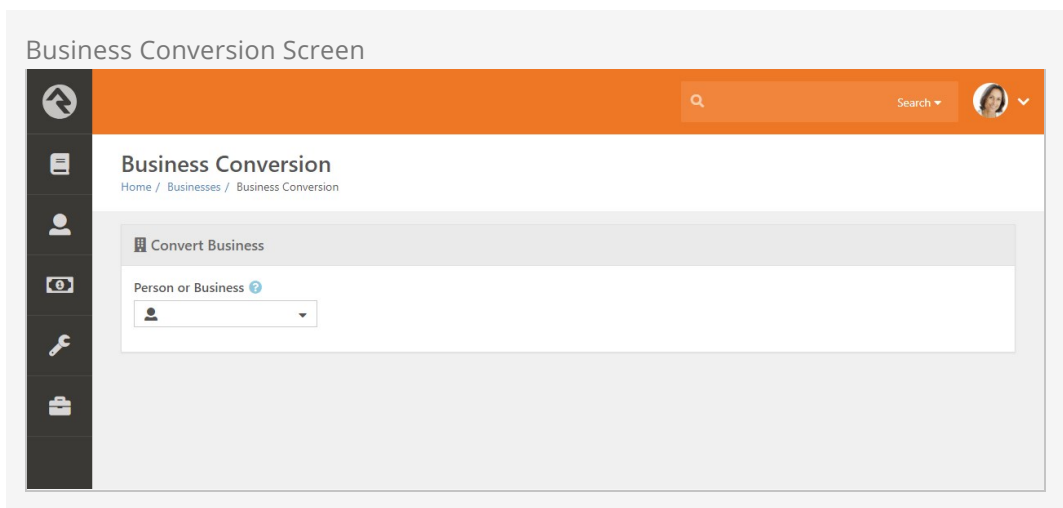 Business Conversion Screen
Search
Business Conversion
Home / Businesses / Business Conversion
Convert Business
Person or Business ?